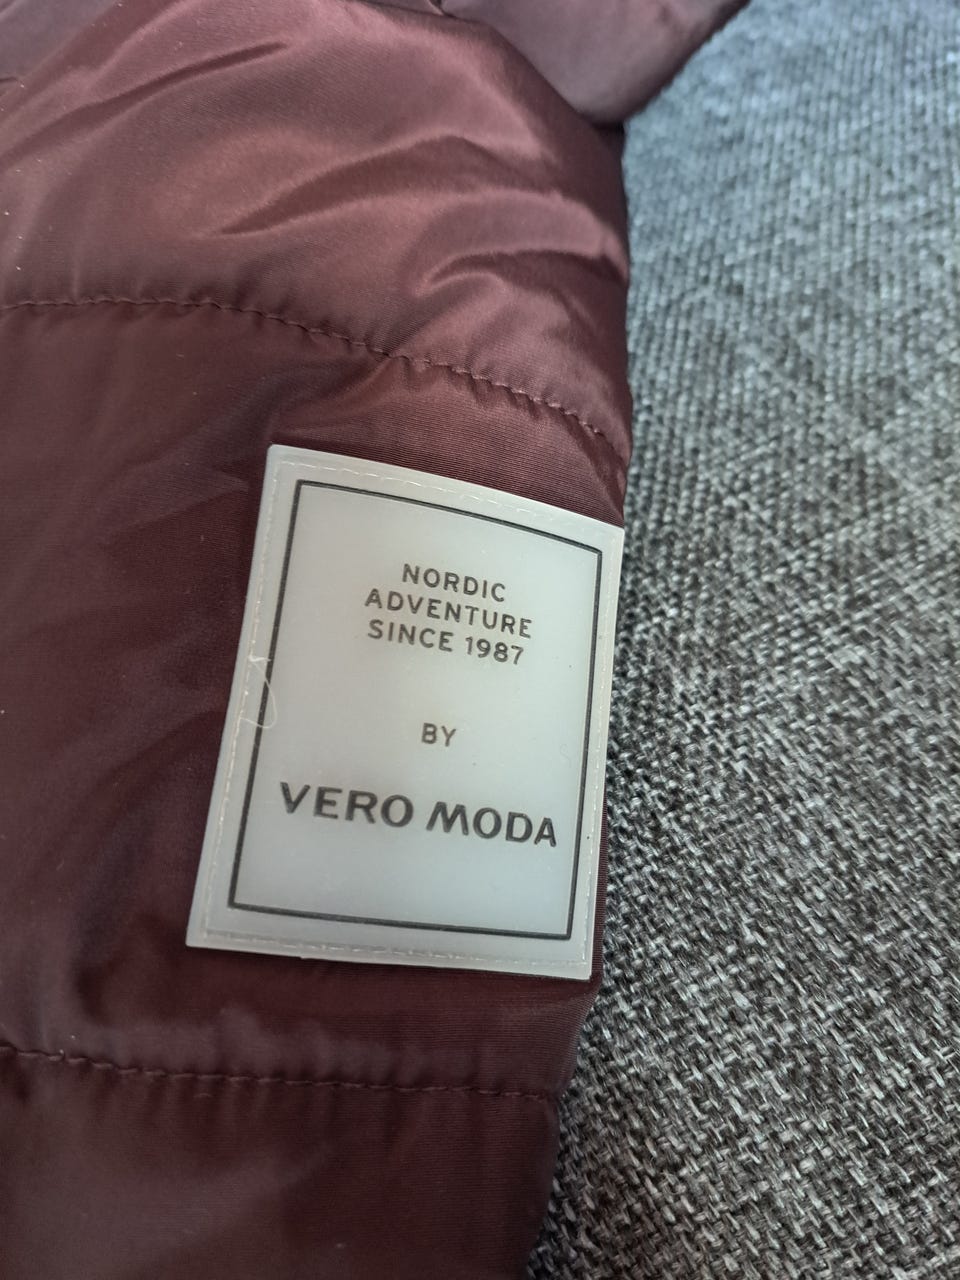 NORDIC
ADVENTURE
SINCE 1987
BY
VERO MODA